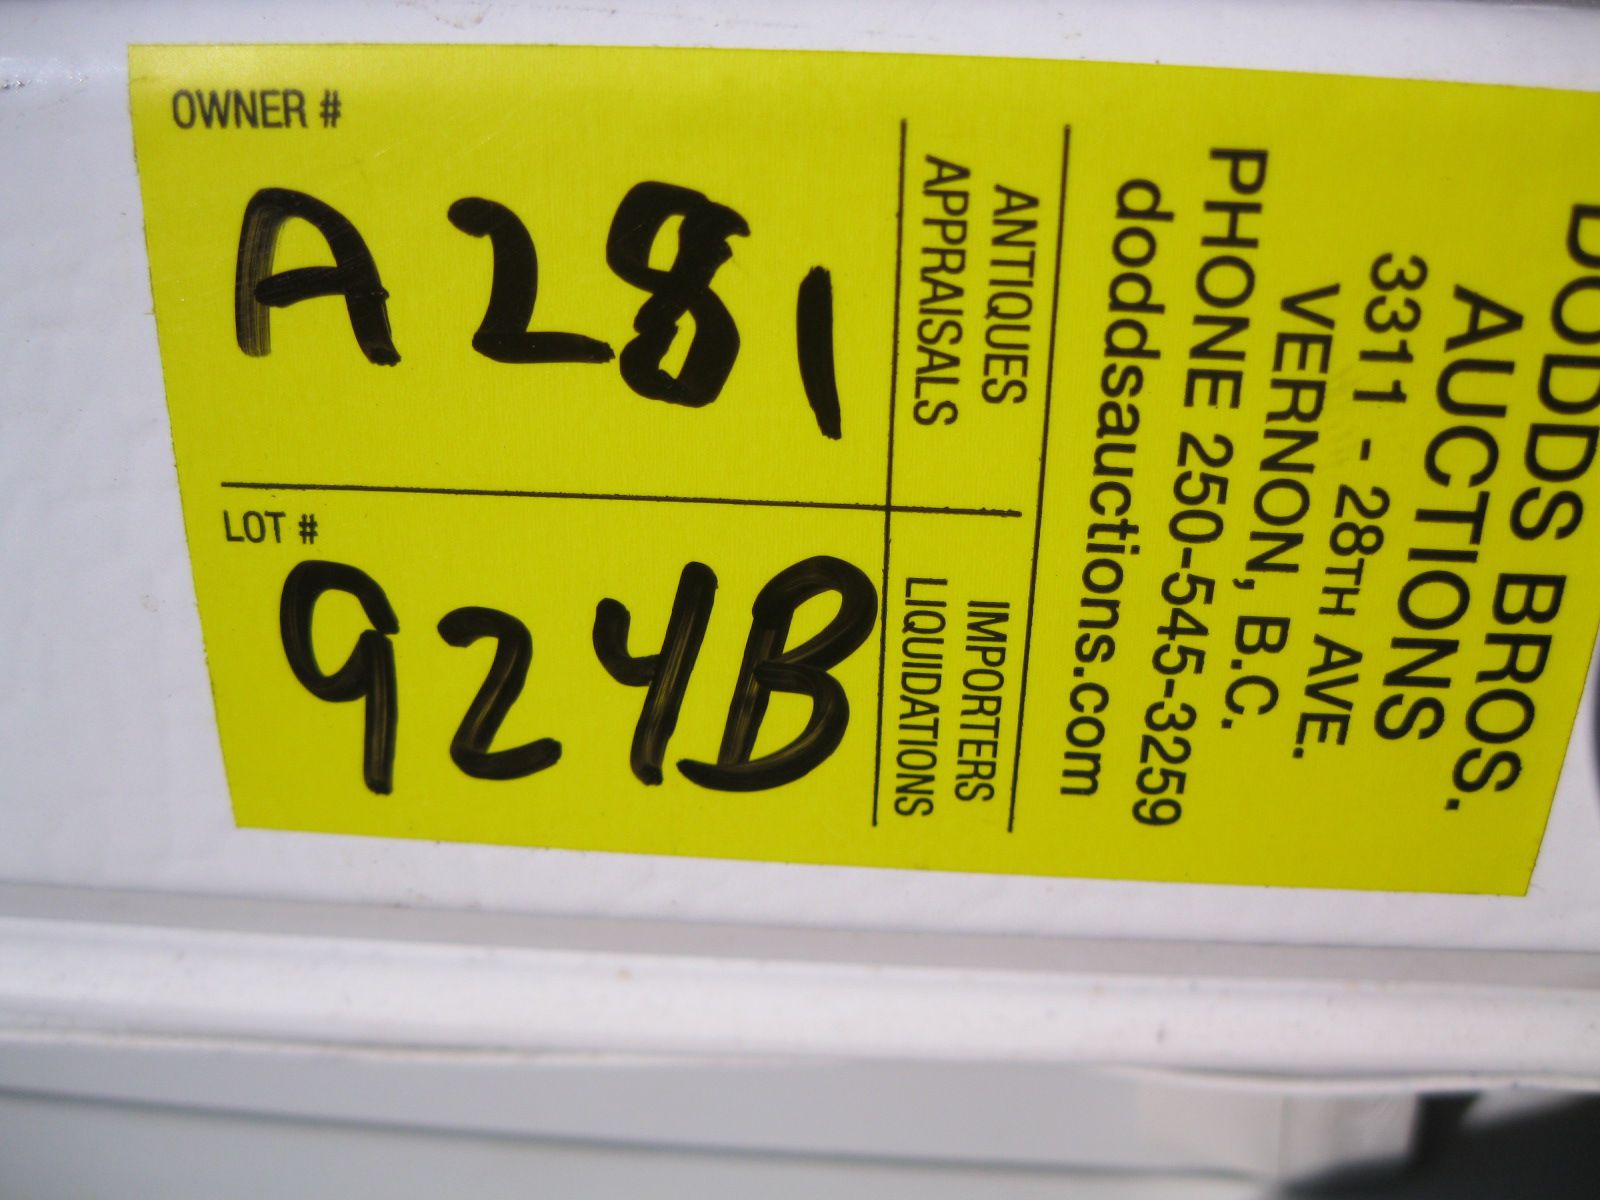 OWNER #
A281
LOT #
924B
DODDS BROS.
AUCTIONS
3311 - 28TH AVE.
VERNON, B.C.
PHONE 250-545-3259
doddsauctions.com
ANTIQUES IMPORTERS
APPRAISALS LIQUIDATIONS